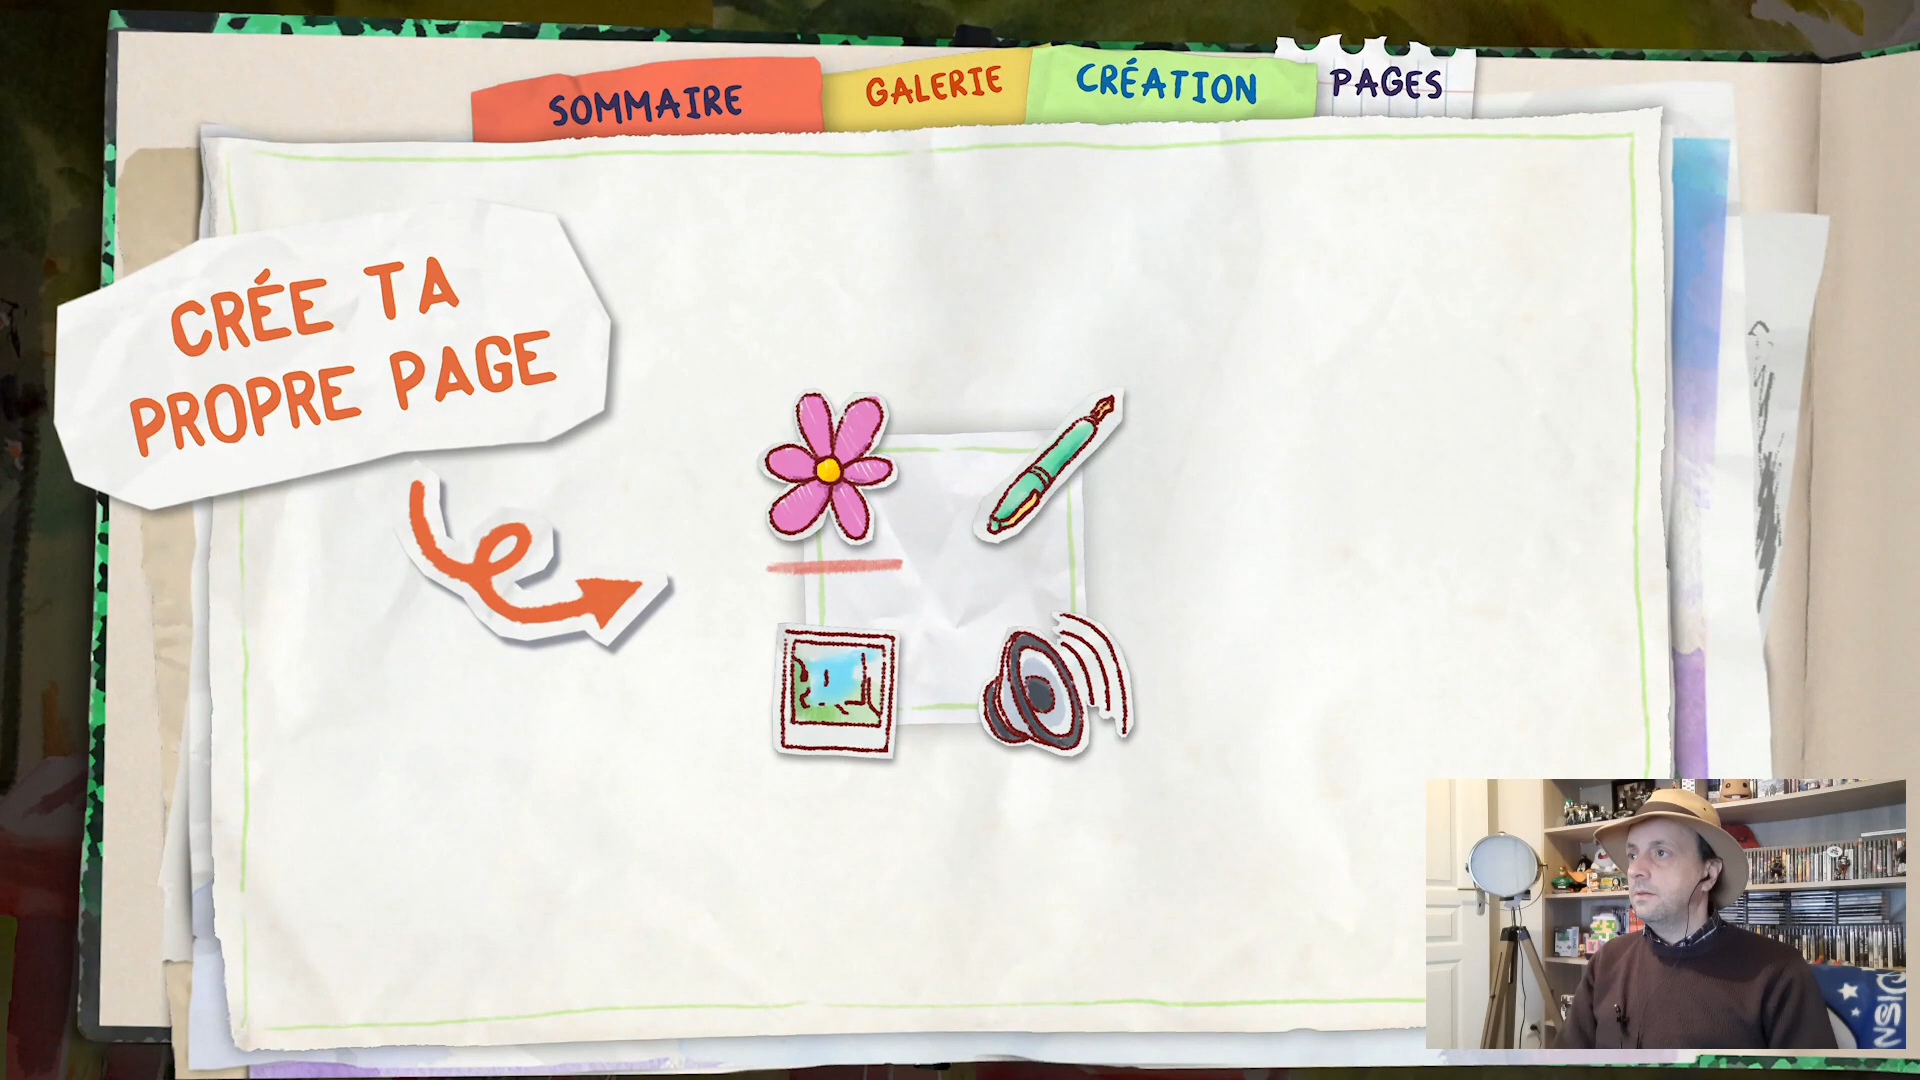 SOMMAIRE
GALERIE
CRÉATION
PAGES
CRÉE TA
PROPRE PAGE